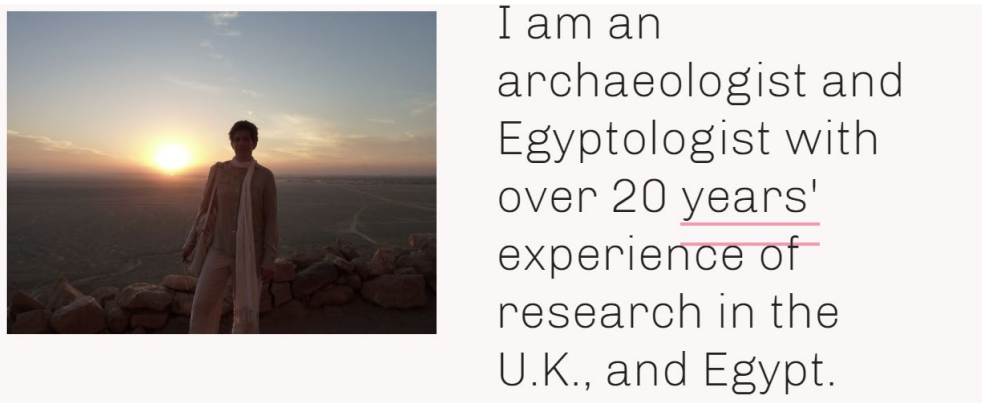 I am an
archaeologist and
Egyptologist with
over 20 years'
experience of
research in the
U.K., and Egypt.